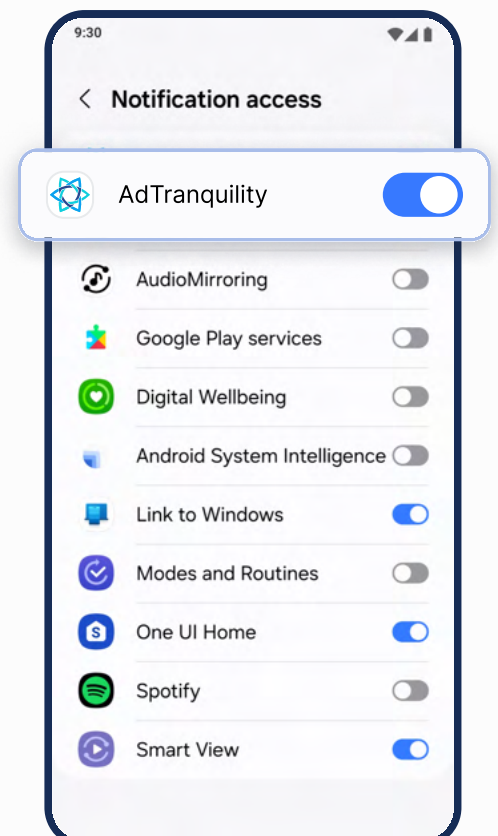 9:30
Notification access
AdTranquility
AudioMirroring
Google Play services
Digital Wellbeing
Android System Intelligence
Link to Windows
Modes and Routines
S
One UI Home
Spotify
Smart View